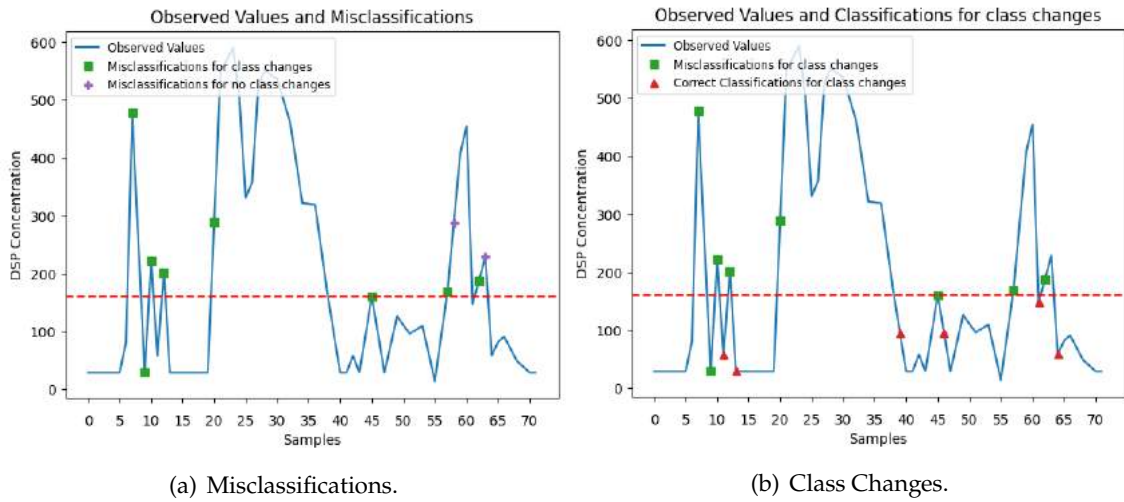 Observed Values and Misclassifications
600
500
400
300
200
100
0
DSP Concentration
Observed Values
Misclassifications for class changes
Misclassifications for no class changes
0 5 10 15 20 25 30 35 40 45 50 55 60 65 70
Samples
(a) Misclassifications.
Observed Values and Classifications for class changes
600
500
400
300
200
100
0
DSP Concentration
Observed Values
Misclassifications for class changes
Correct Classifications for class changes
0 5 10 15 20 25 30 35 40 45 50 55 60 65 70
Samples
(b) Class Changes.